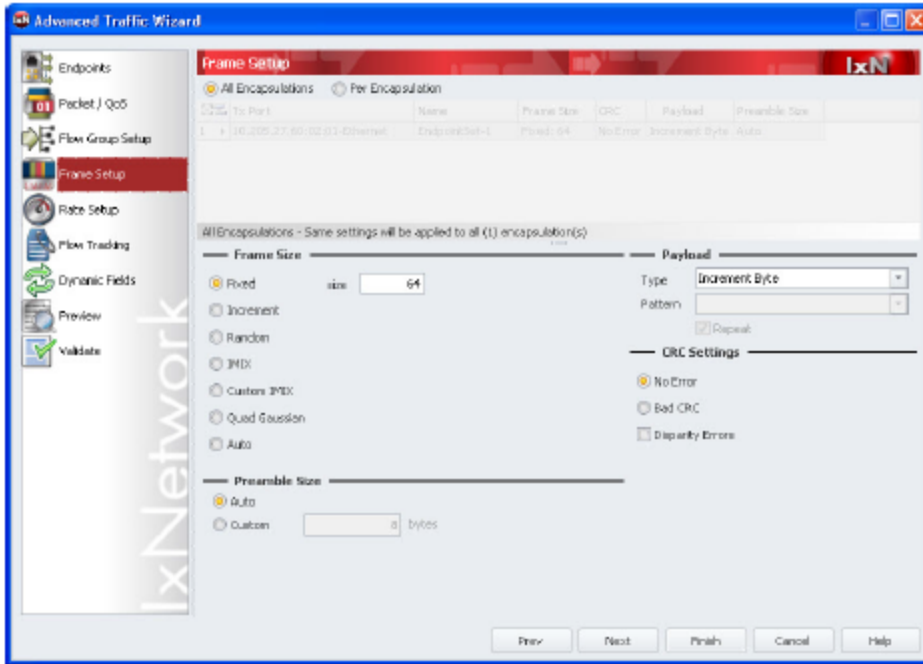 Advanced Traffic Wizard
Endpoints
Packet / QoS
Flow Group Setup
Frame Setup
Rate Setup
Flow Tracking
Dynamic Fields
Preview
Validate
IxNetwork
Frame Setup
IxN
All Encapsulations Per Encapsulation
Tx Port Name Frame Size CRC Payload Preamble Size
1 Ethernet EndpointSet-1 Fixed: 64 No Error Increment Byte Auto
All Encapsulations - Same settings will be applied to all (1) encapsulation(s)
Frame Size
Fixed size 64
Increment
Random
IMIX
Custom IMIX
Quad Gaussian
Auto
Preamble Size
Auto
Custom 8 bytes
Payload
Type Increment Byte
Pattern
Repeat
CRC Settings
No Error
Bad CRC
Disparity Errors
Prev Next Finish Cancel Help